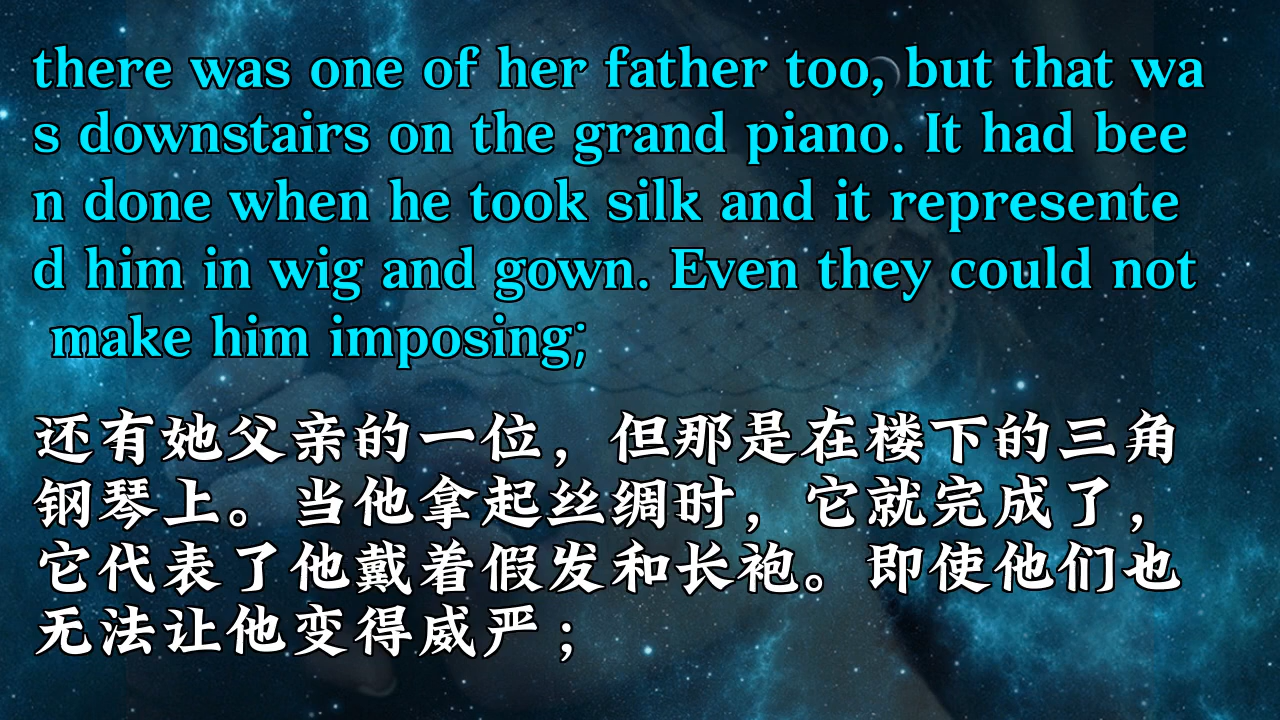 there was one of her father too, but that wa
s downstairs on the grand piano. It had bee
n done when he took silk and it represente
d him in wig and gown. Even they could not
make him imposing;
还有她父亲的一位，但那是在楼下的三角
钢琴上。当他拿起丝绸时，它就完成了，
它代表了他戴着假发和长袍。即使他们也
无法让他变得威严；